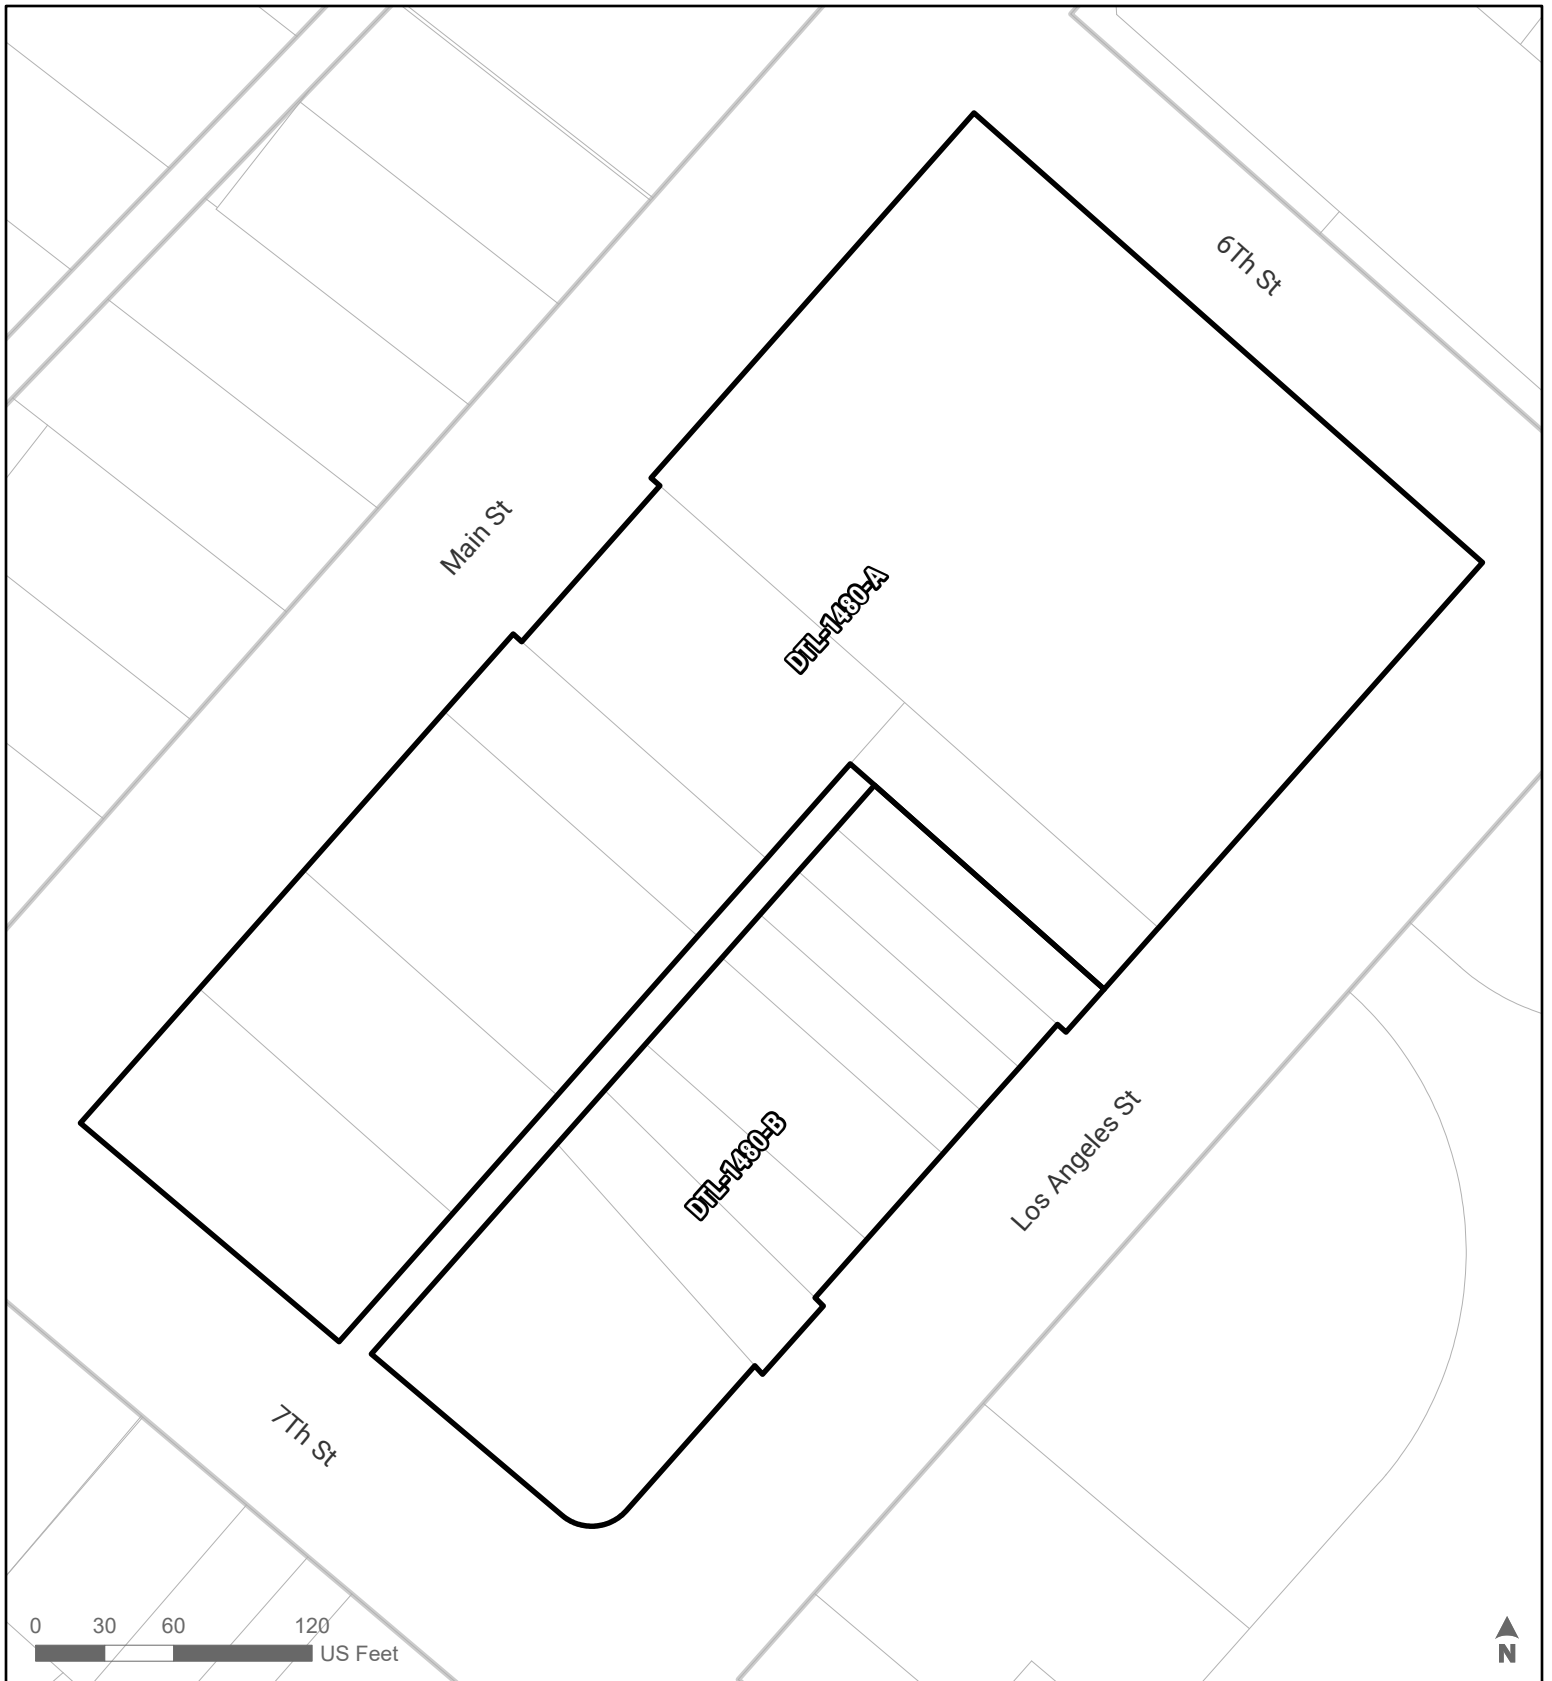 6Th St
Main St
DTL-1480-A
DTL-1480-B
Los Angeles St
7Th St
0 30 60 120
US Feet
N